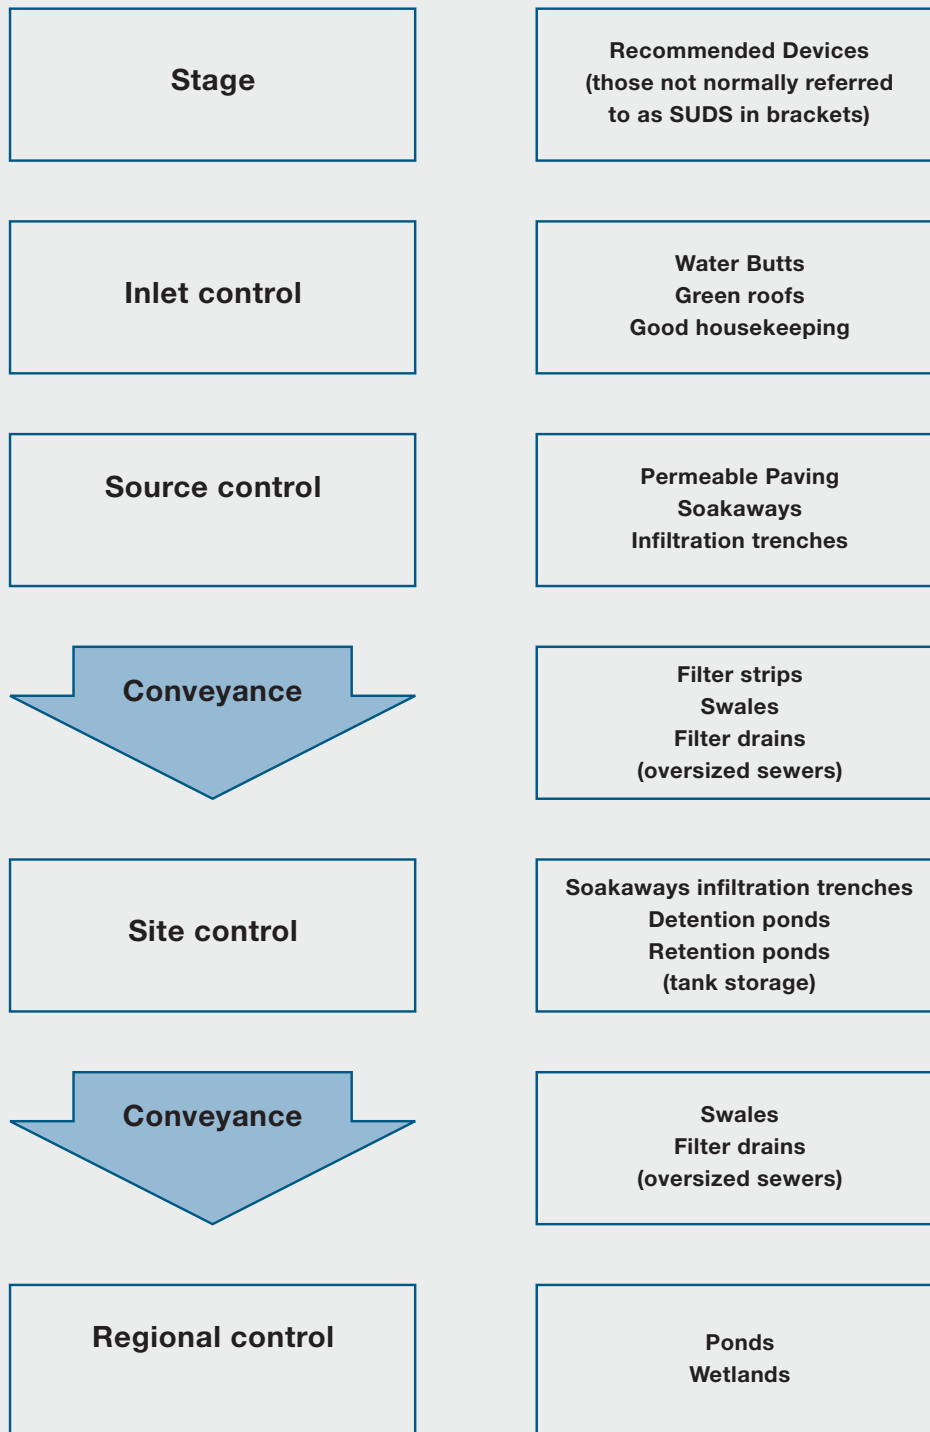 Stage
Recommended Devices
(those not normally referred
to as SUDS in brackets)
Inlet control
Water Butts
Green roofs
Good housekeeping
Source control
Permeable Paving
Soakaways
Infiltration trenches
Conveyance
Filter strips
Swales
Filter drains
(oversized sewers)
Site control
Soakaways infiltration trenches
Detention ponds
Retention ponds
(tank storage)
Conveyance
Swales
Filter drains
(oversized sewers)
Regional control
Ponds
Wetlands